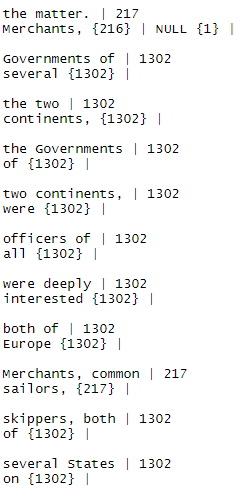 the matter. | 217
Merchants, {216} | NULL {1} |
Governments of | 1302
several {1302} |
the two | 1302
continents, {1302} |
the Governments | 1302
of {1302} |
two continents, | 1302
were {1302} |
officers of | 1302
all {1302} |
were deeply | 1302
interested {1302} |
both of | 1302
Europe {1302} |
Merchants, common | 217
sailors, {217} |
skippers, both | 1302
of {1302} |
several States | 1302
on {1302} |